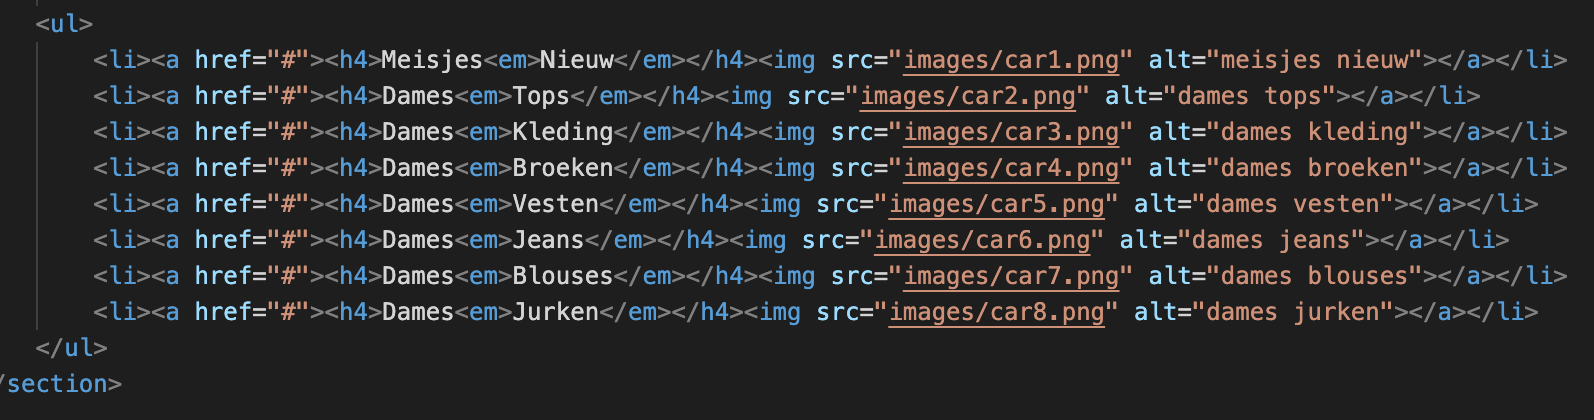 <ul>
<li><a href="#"><h4>Meisjes<em>Nieuw</em></h4><img src="images/car1.png" alt="meisjes nieuw"></a></li>
<li><a href="#"><h4>Dames<em>Tops</em></h4><img src="images/car2.png" alt="dames tops"></a></li>
<li><a href="#"><h4>Dames<em>Kleding</em></h4><img src="images/car3.png" alt="dames kleding"></a></li>
<li><a href="#"><h4>Dames<em>Broeken</em></h4><img src="images/car4.png" alt="dames broeken"></a></li>
<li><a href="#"><h4>Dames<em>Vesten</em></h4><img src="images/car5.png" alt="dames vesten"></a></li>
<li><a href="#"><h4>Dames<em>Jeans</em></h4><img src="images/car6.png" alt="dames jeans"></a></li>
<li><a href="#"><h4>Dames<em>Blouses</em></h4><img src="images/car7.png" alt="dames blouses"></a></li>
<li><a href="#"><h4>Dames<em>Jurken</em></h4><img src="images/car8.png" alt="dames jurken"></a></li>
</ul>
/section>